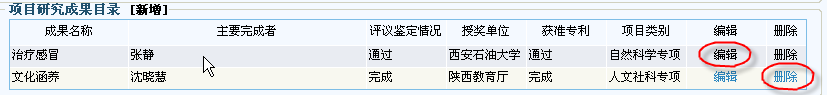 项目研究成果目录 [新增]
成果名称 主要完成者 评议鉴定情况 授奖单位 获准专利 项目类别 编辑 删除
治疗感冒 张静 通过 西安石油大学 通过 自然科学专项 编辑 删除
文化涵养 沈晓慧 完成 陕西教育厅 完成 人文社科专项 编辑 删除